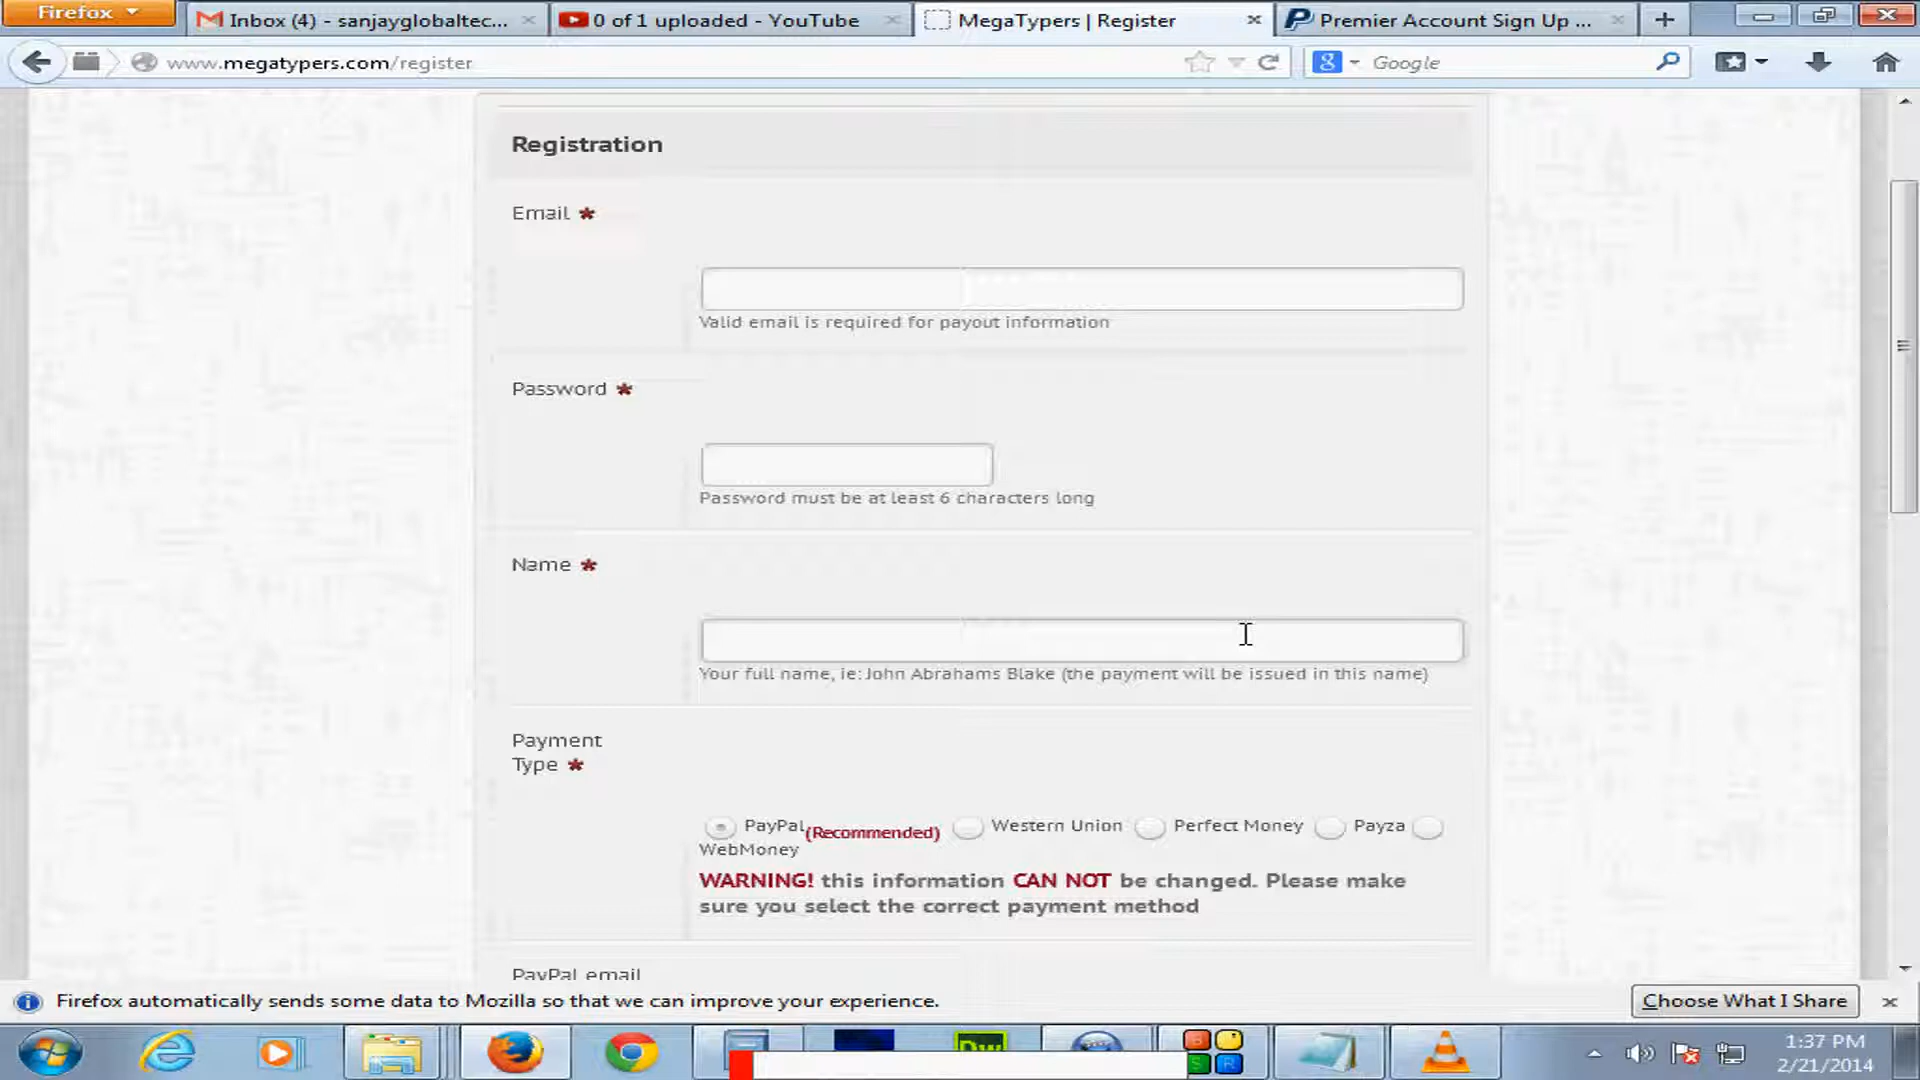 Firefox
Inbox (4) - sanjayglobaltec...
0 of 1 uploaded - YouTube
MegaTypers | Register
Premier Account Sign Up ...
www.megatypers.com/register
Google
Registration
Email *
Valid email is required for payout information
Password *
Password must be at least 6 characters long
Name *
Your full name, ie: John Abrahams Blake (the payment will be issued in this name)
Payment
Type *
PayPal (Recommended) Western Union Perfect Money Payza
WebMoney
WARNING! this information CAN NOT be changed. Please make
sure you select the correct payment method
PayPal email
Firefox automatically sends some data to Mozilla so that we can improve your experience.
Choose What I Share
1:37 PM
2/21/2014